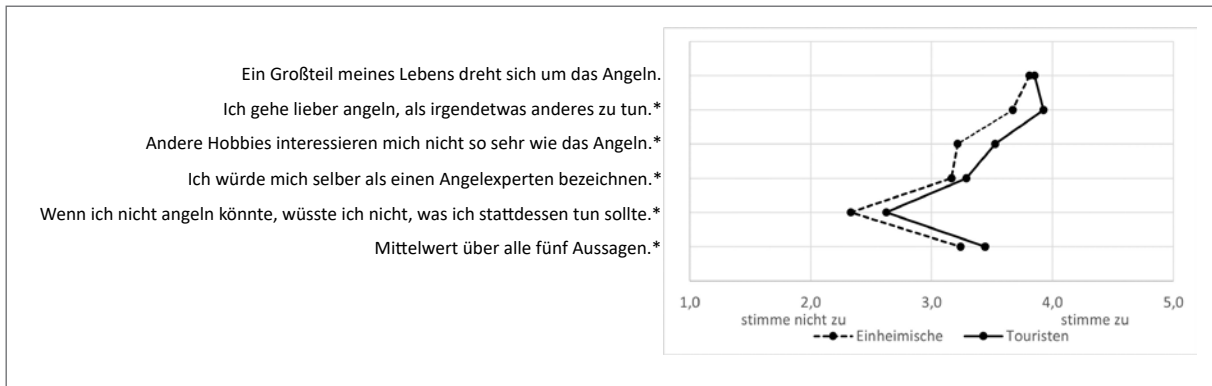 Ein Großteil meines Lebens dreht sich um das Angeln.
Ich gehe lieber angeln, als irgendetwas anderes zu tun.*
Andere Hobbies interessieren mich nicht so sehr wie das Angeln.*
Ich würde mich selber als einen Angelexperten bezeichnen.*
Wenn ich nicht angeln könnte, wüsste ich nicht, was ich stattdessen tun sollte.*
Mittelwert über alle fünf Aussagen.*
1,0 2,0 3,0 4,0 5,0
stimme nicht zu stimme zu
Einheimische Touristen